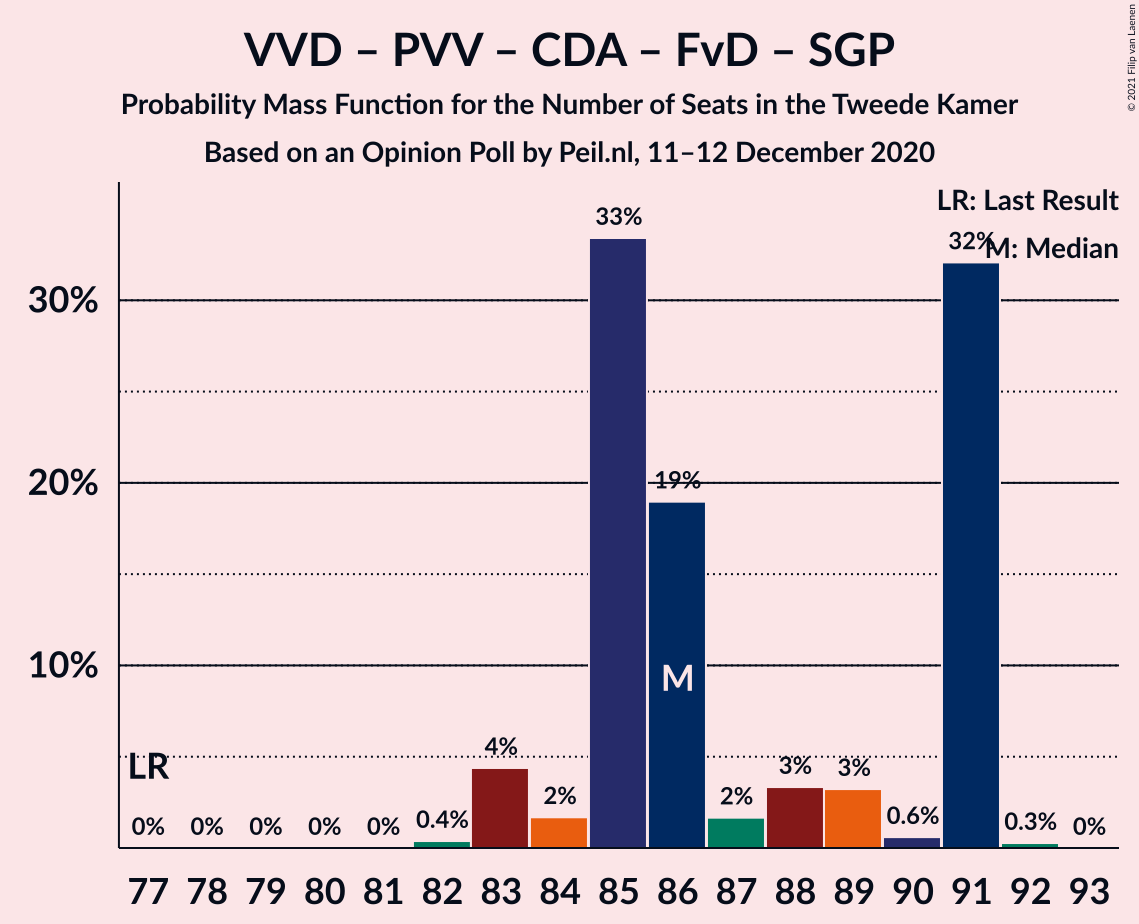 VVD – PVV – CDA – FvD – SGP
Probability Mass Function for the Number of Seats in the Tweede Kamer
Based on an Opinion Poll by Peil.nl, 11–12 December 2020
© 2021 Filip van Laenen
LR: Last Result
M: Median
30%
20%
10%
LR
M
0%
0%
0%
0%
0%
0.4%
4%
2%
33%
19%
2%
3%
3%
0.6%
32%
0.3%
0%
77 78 79 80 81 82 83 84 85 86 87 88 89 90 91 92 93